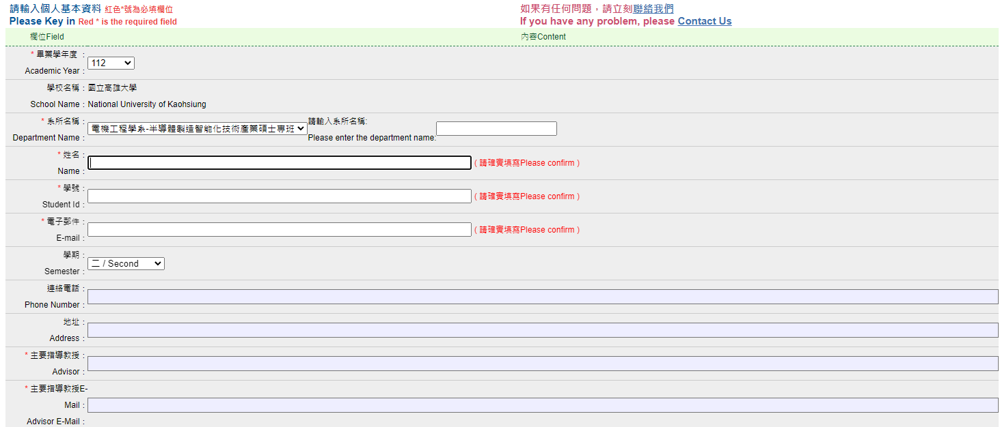 請輸入個人基本資料 紅色*號為必填欄位
Please Key in Red * is the required field
如果有任何問題，請立刻聯絡我們
If you have any problem, please Contact Us
欄位Field
內容Content
* 畢業學年度 :
Academic Year :
112
學校名稱 : 國立高雄大學
School Name : National University of Kaohsiung
* 系所名稱 :
Department Name :
電機工程學系-半導體製造智能化技術產業碩士專班
請輸入系所名稱:
Please enter the department name:
* 姓名 :
Name :
( 請確實填寫Please confirm )
* 學號 :
Student Id :
( 請確實填寫Please confirm )
* 電子郵件 :
E-mail :
( 請確實填寫Please confirm )
學期 :
Semester :
二 / Second
連絡電話 :
Phone Number :
地址 :
Address :
* 主要指導教授 :
Advisor :
* 主要指導教授E-
Mail :
Advisor E-Mail :